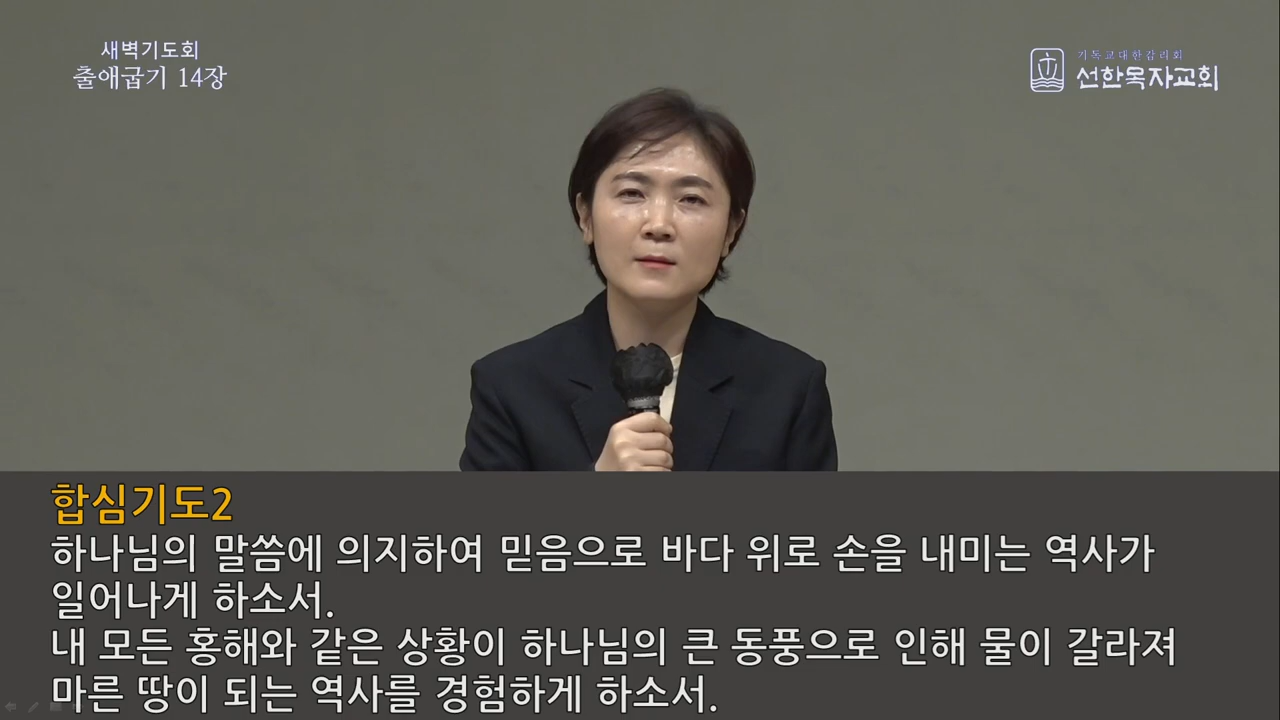 새벽기도회
출애굽기 14장
기독교대한감리회
선한목자교회
합심기도2
하나님의 말씀에 의지하여 믿음으로 바다 위로 손을 내미는 역사가
일어나게 하소서.
내 모든 홍해와 같은 상황이 하나님의 큰 동풍으로 인해 물이 갈라져
마른 땅이 되는 역사를 경험하게 하소서.